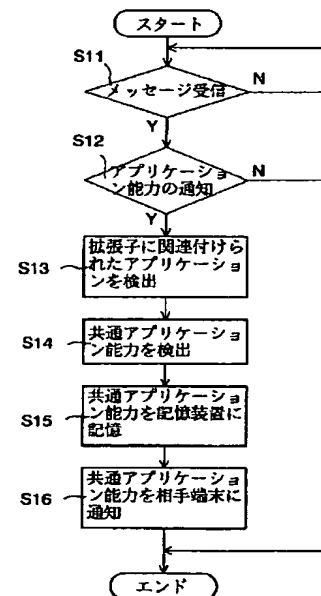 スタート
S11
メッセージ受信
N
Y
S12
アプリケーショ
ン能力の通知
N
Y
S13
拡張子に関連付けら
れたアプリケーショ
ンを検出
S14
共通アプリケーショ
ン能力を検出
S15
共通アプリケーショ
ン能力を記憶装置に
記憶
S16
共通アプリケーショ
ン能力を相手端末に
通知
エンド